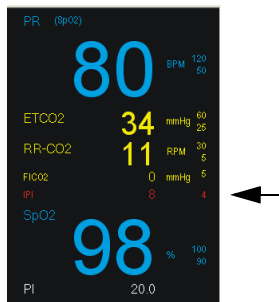 PR (SpO2)
80 BPM 120
50
ETCO2 34 mmHg 60
25
RR-CO2 11 RPM 30
5
FICO2 0 mmHg 5
IPI 8 4
SpO2
98 % 100
90
PI 20.0